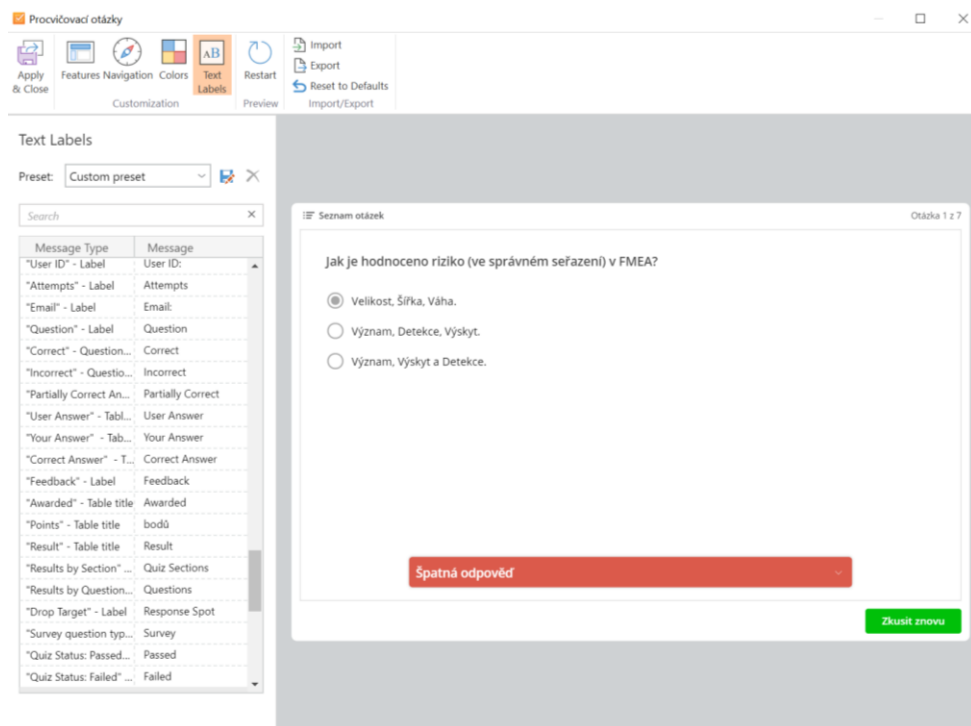 Procvičovací otázky
Apply & Close
Features
Navigation
Colors
AB
Text Labels
Restart
Import
Export
Reset to Defaults
Customization
Preview
Import/Export
Text Labels
Preset:
Custom preset
Search
Message Type Message
"User ID" - Label User ID:
"Attempts" - Label Attempts
"Email" - Label Email:
"Question" - Label Question
"Correct" - Question... Correct
"Incorrect" - Questio... Incorrect
"Partially Correct An... Partially Correct
"User Answer" - Tabl... User Answer
"Your Answer" - Tab... Your Answer
"Correct Answer" - T... Correct Answer
"Feedback" - Label Feedback
"Awarded" - Table title Awarded
"Points" - Table title bodů
"Result" - Table title Result
"Results by Section" ... Quiz Sections
"Results by Question... Questions
"Drop Target" - Label Response Spot
"Survey question typ... Survey
"Quiz Status: Passed... Passed
"Quiz Status: Failed" ... Failed
Seznam otázek
Otázka 1 z 7
Jak je hodnoceno riziko (ve správném seřazení) v FMEA?
Velikost, Šířka, Váha.
Význam, Detekce, Výskyt.
Význam, Výskyt a Detekce.
Špatná odpověď
Zkusit znovu